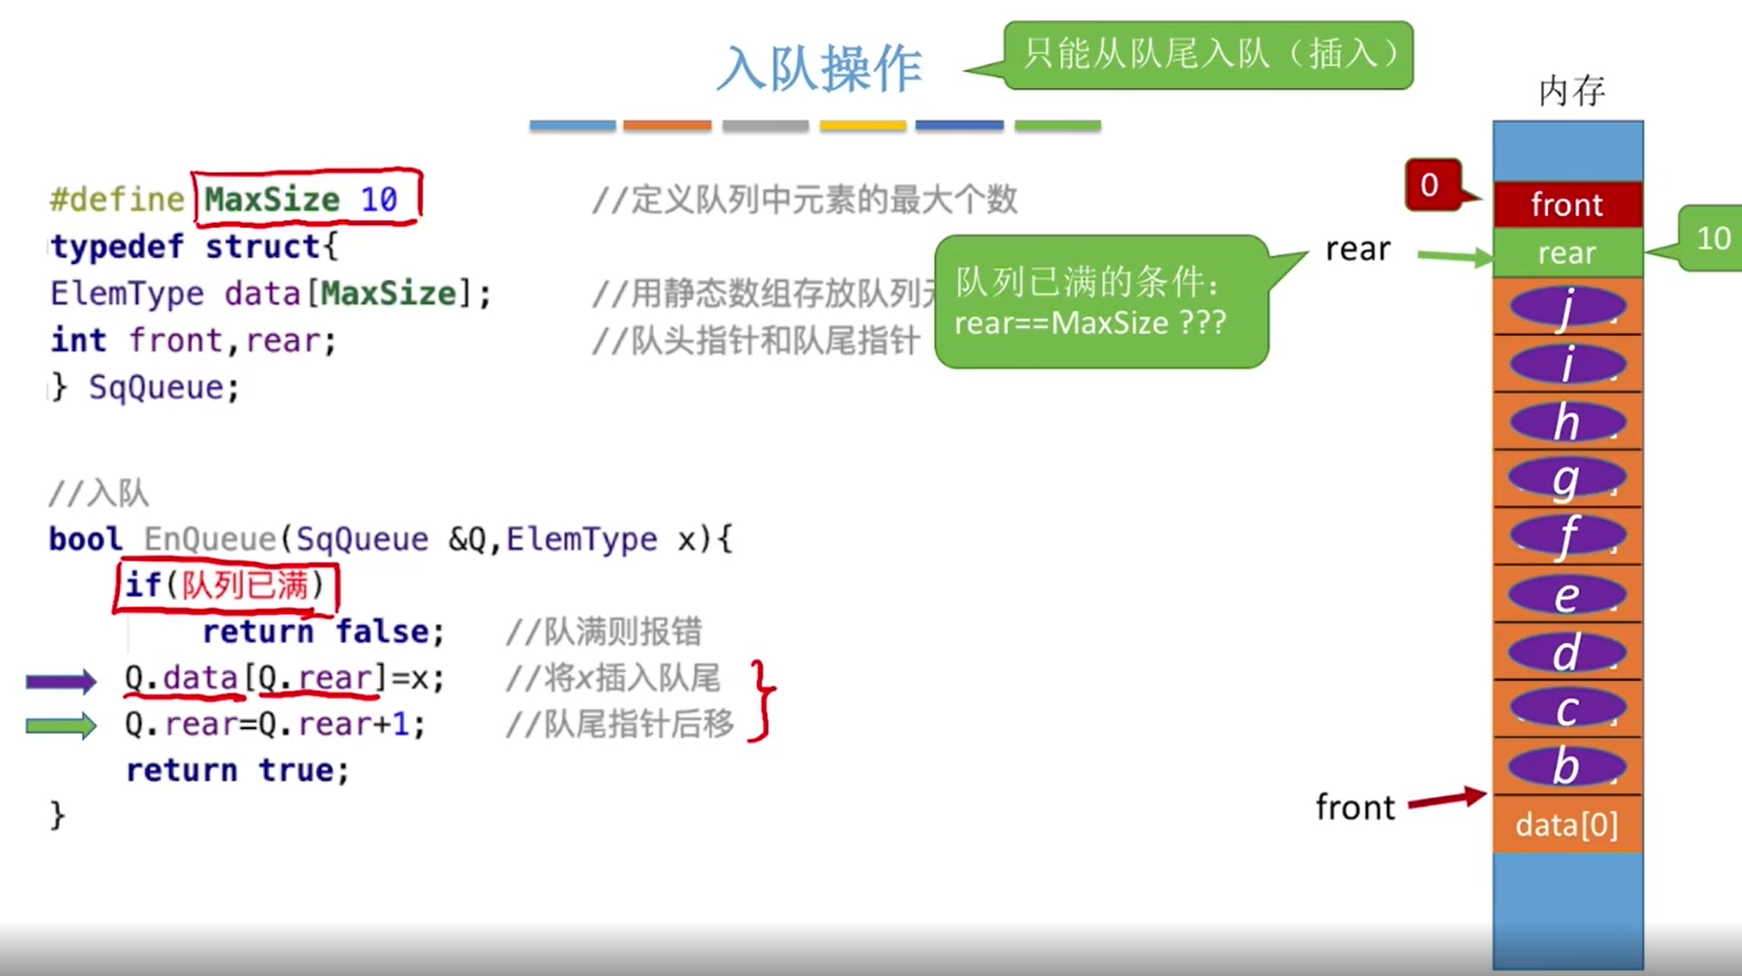 入队操作
只能从队尾入队（插入）
内存
#define MaxSize 10 //定义队列中元素的最大个数
typedef struct{
ElemType data[MaxSize]; //用静态数组存放队列
int front,rear; //队头指针和队尾指针
} SqQueue;
队列已满的条件：
rear==MaxSize ???
//入队
bool EnQueue(SqQueue &Q,ElemType x){
if(队列已满)
return false; //队满则报错
Q.data[Q.rear]=x; //将x插入队尾
Q.rear=Q.rear+1; //队尾指针后移
return true;
}
0
front
rear
rear
10
j
i
h
g
f
e
d
c
b
front
data[0]